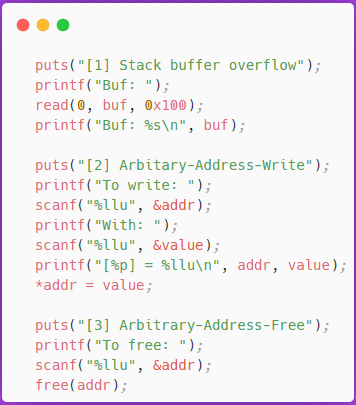 puts("[1] Stack buffer overflow");
printf("Buf: ");
read(0, buf, 0x100);
printf("Buf: %s\n", buf);
puts("[2] Arbitary-Address-Write");
printf("To write: ");
scanf("%llu", &addr);
printf("With: ");
scanf("%llu", &value);
printf("[%p] = %llu\n", addr, value);
*addr = value;
puts("[3] Arbitrary-Address-Free");
printf("To free: ");
scanf("%llu", &addr);
free(addr);